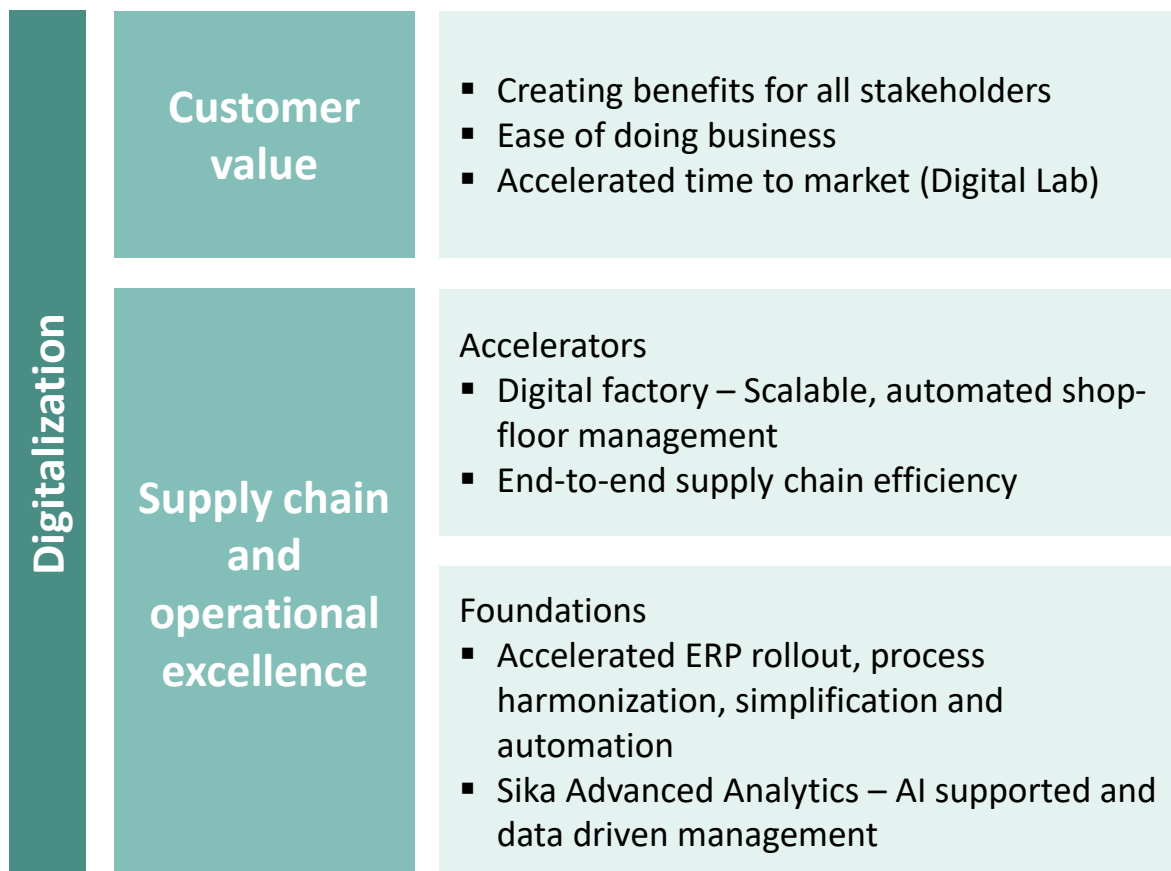 Digitalization
Customer
value
▪ Creating benefits for all stakeholders
▪ Ease of doing business
▪ Accelerated time to market (Digital Lab)
Supply chain
and
operational
excellence
Accelerators
▪ Digital factory – Scalable, automated shop-
floor management
▪ End-to-end supply chain efficiency
Foundations
▪ Accelerated ERP rollout, process
harmonization, simplification and
automation
▪ Sika Advanced Analytics – AI supported and
data driven management